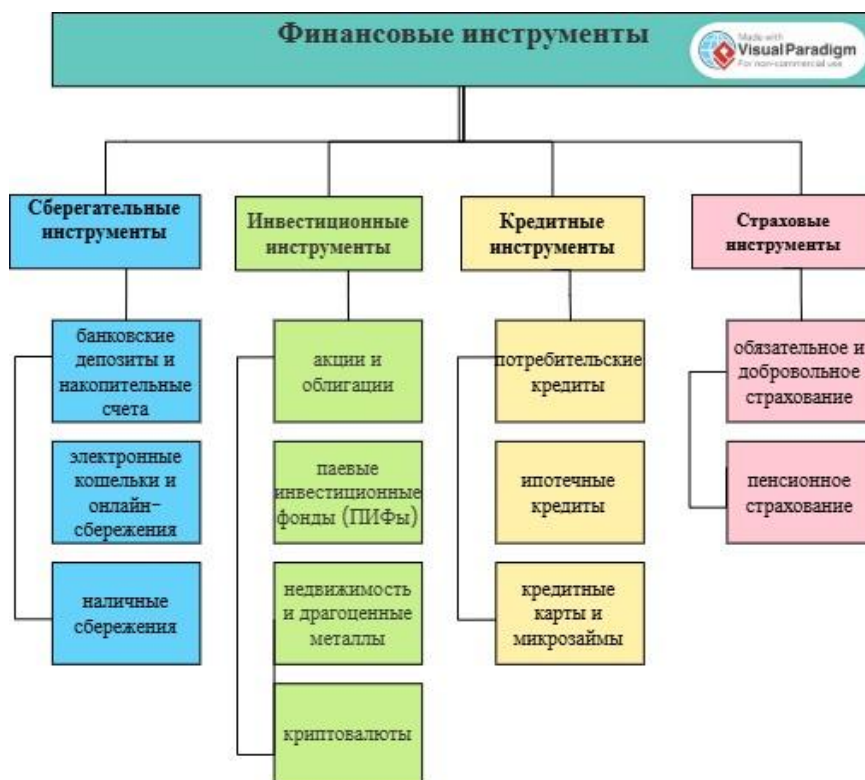 Финансовые инструменты
Made with
Visual Paradigm
For non-commercial use
Сберегательные
инструменты
банковские
депозиты и
накопительные
счета
электронные
кошельки и
онлайн-
сбережения
наличные
сбережения
Инвестиционные
инструменты
акции и
облигации
паевые
инвестиционные
фонды (ПИФы)
недвижимость
и драгоценные
металлы
криптовалюты
Кредитные
инструменты
потребительские
кредиты
ипотечные
кредиты
кредитные
карты и
микрозаймы
Страховые
инструменты
обязательное и
добровольное
страхование
пенсионное
страхование